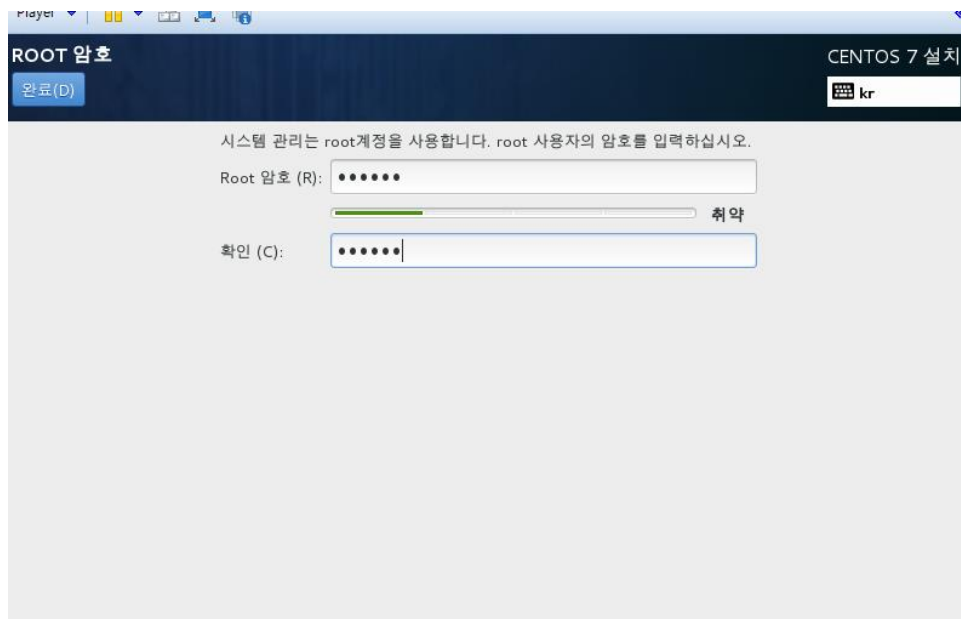 Player
ROOT 암호
CENTOS 7 설치
완료(D)
kr
시스템 관리는 root계정을 사용합니다. root 사용자의 암호를 입력하십시오.
Root 암호 (R): ••••••
취약
확인 (C): ••••••